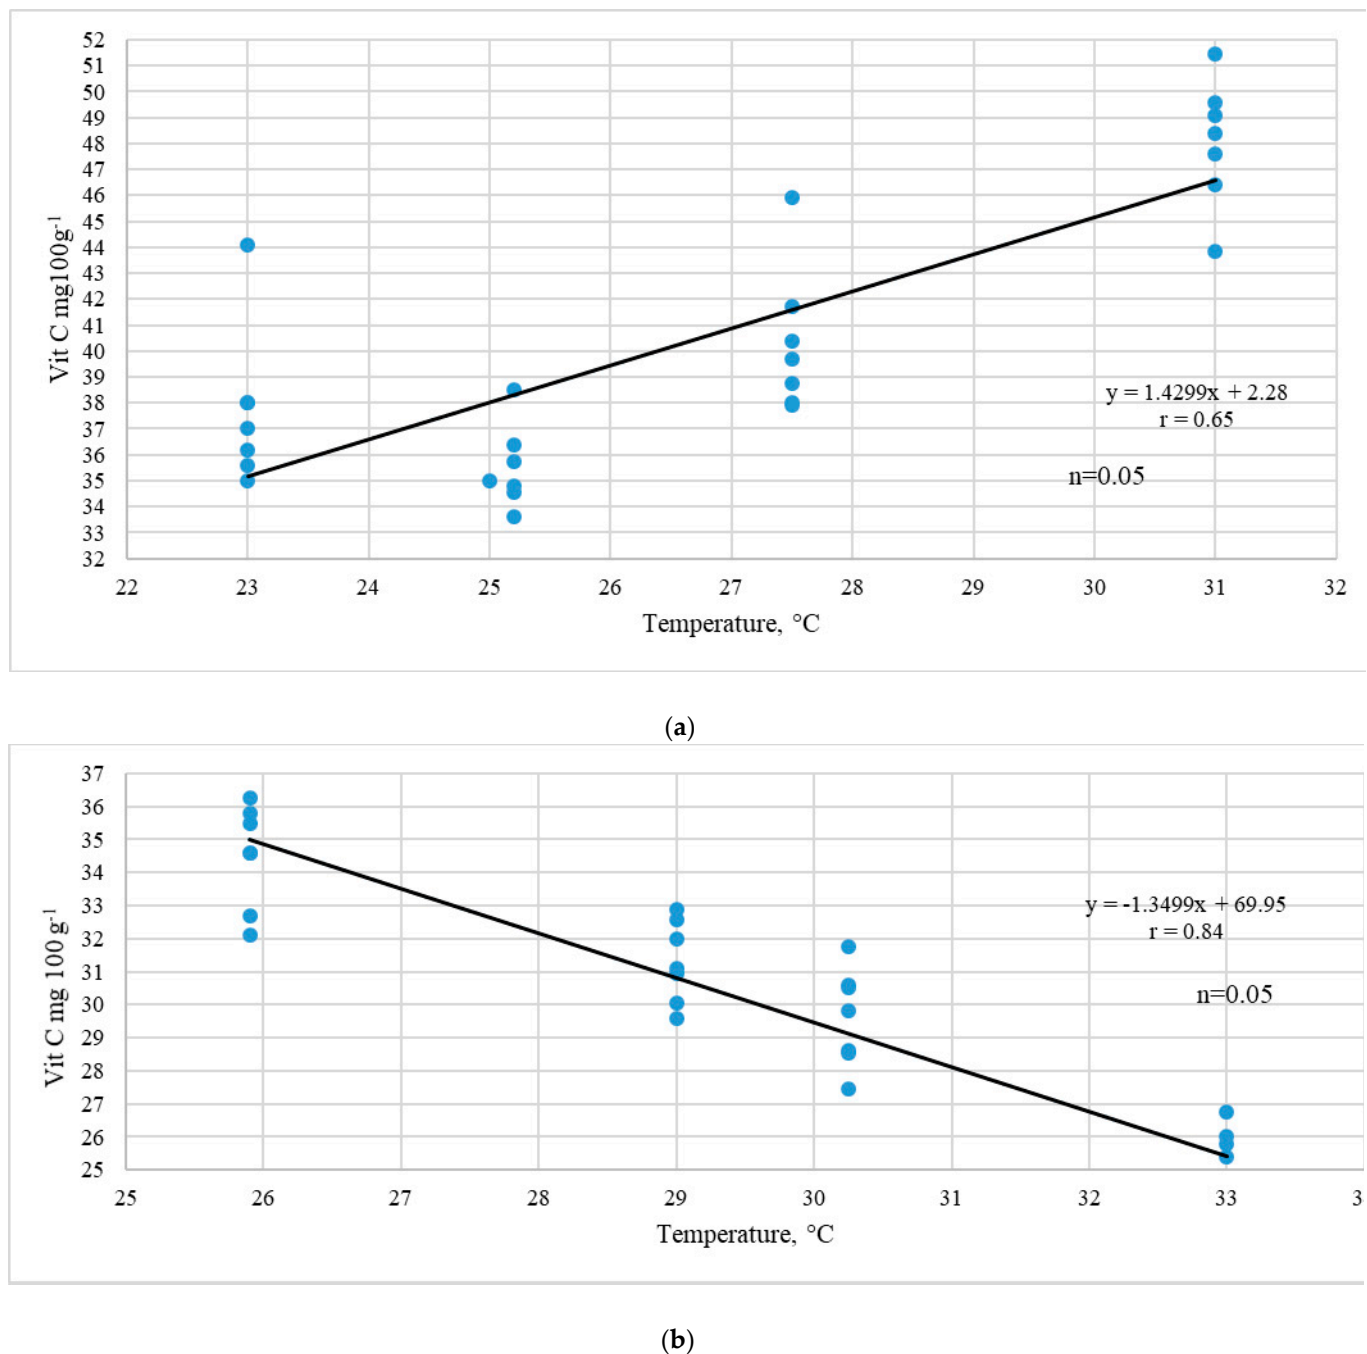 52
51
50
49
48
47
46
45
44
43
42
41
40
39
38
37
36
35
34
33
32
Vit C mg100g-1
y = 1.4299x + 2.28
r = 0.65
n=0.05
22 23 24 25 26 27 28 29 30 31 32
Temperature, °C
(a)
37
36
35
34
33
32
31
30
29
28
27
26
25
Vit C mg 100 g-1
y = -1.3499x + 69.95
r = 0.84
n=0.05
25 26 27 28 29 30 31 32 33 3
Temperature, °C
(b)